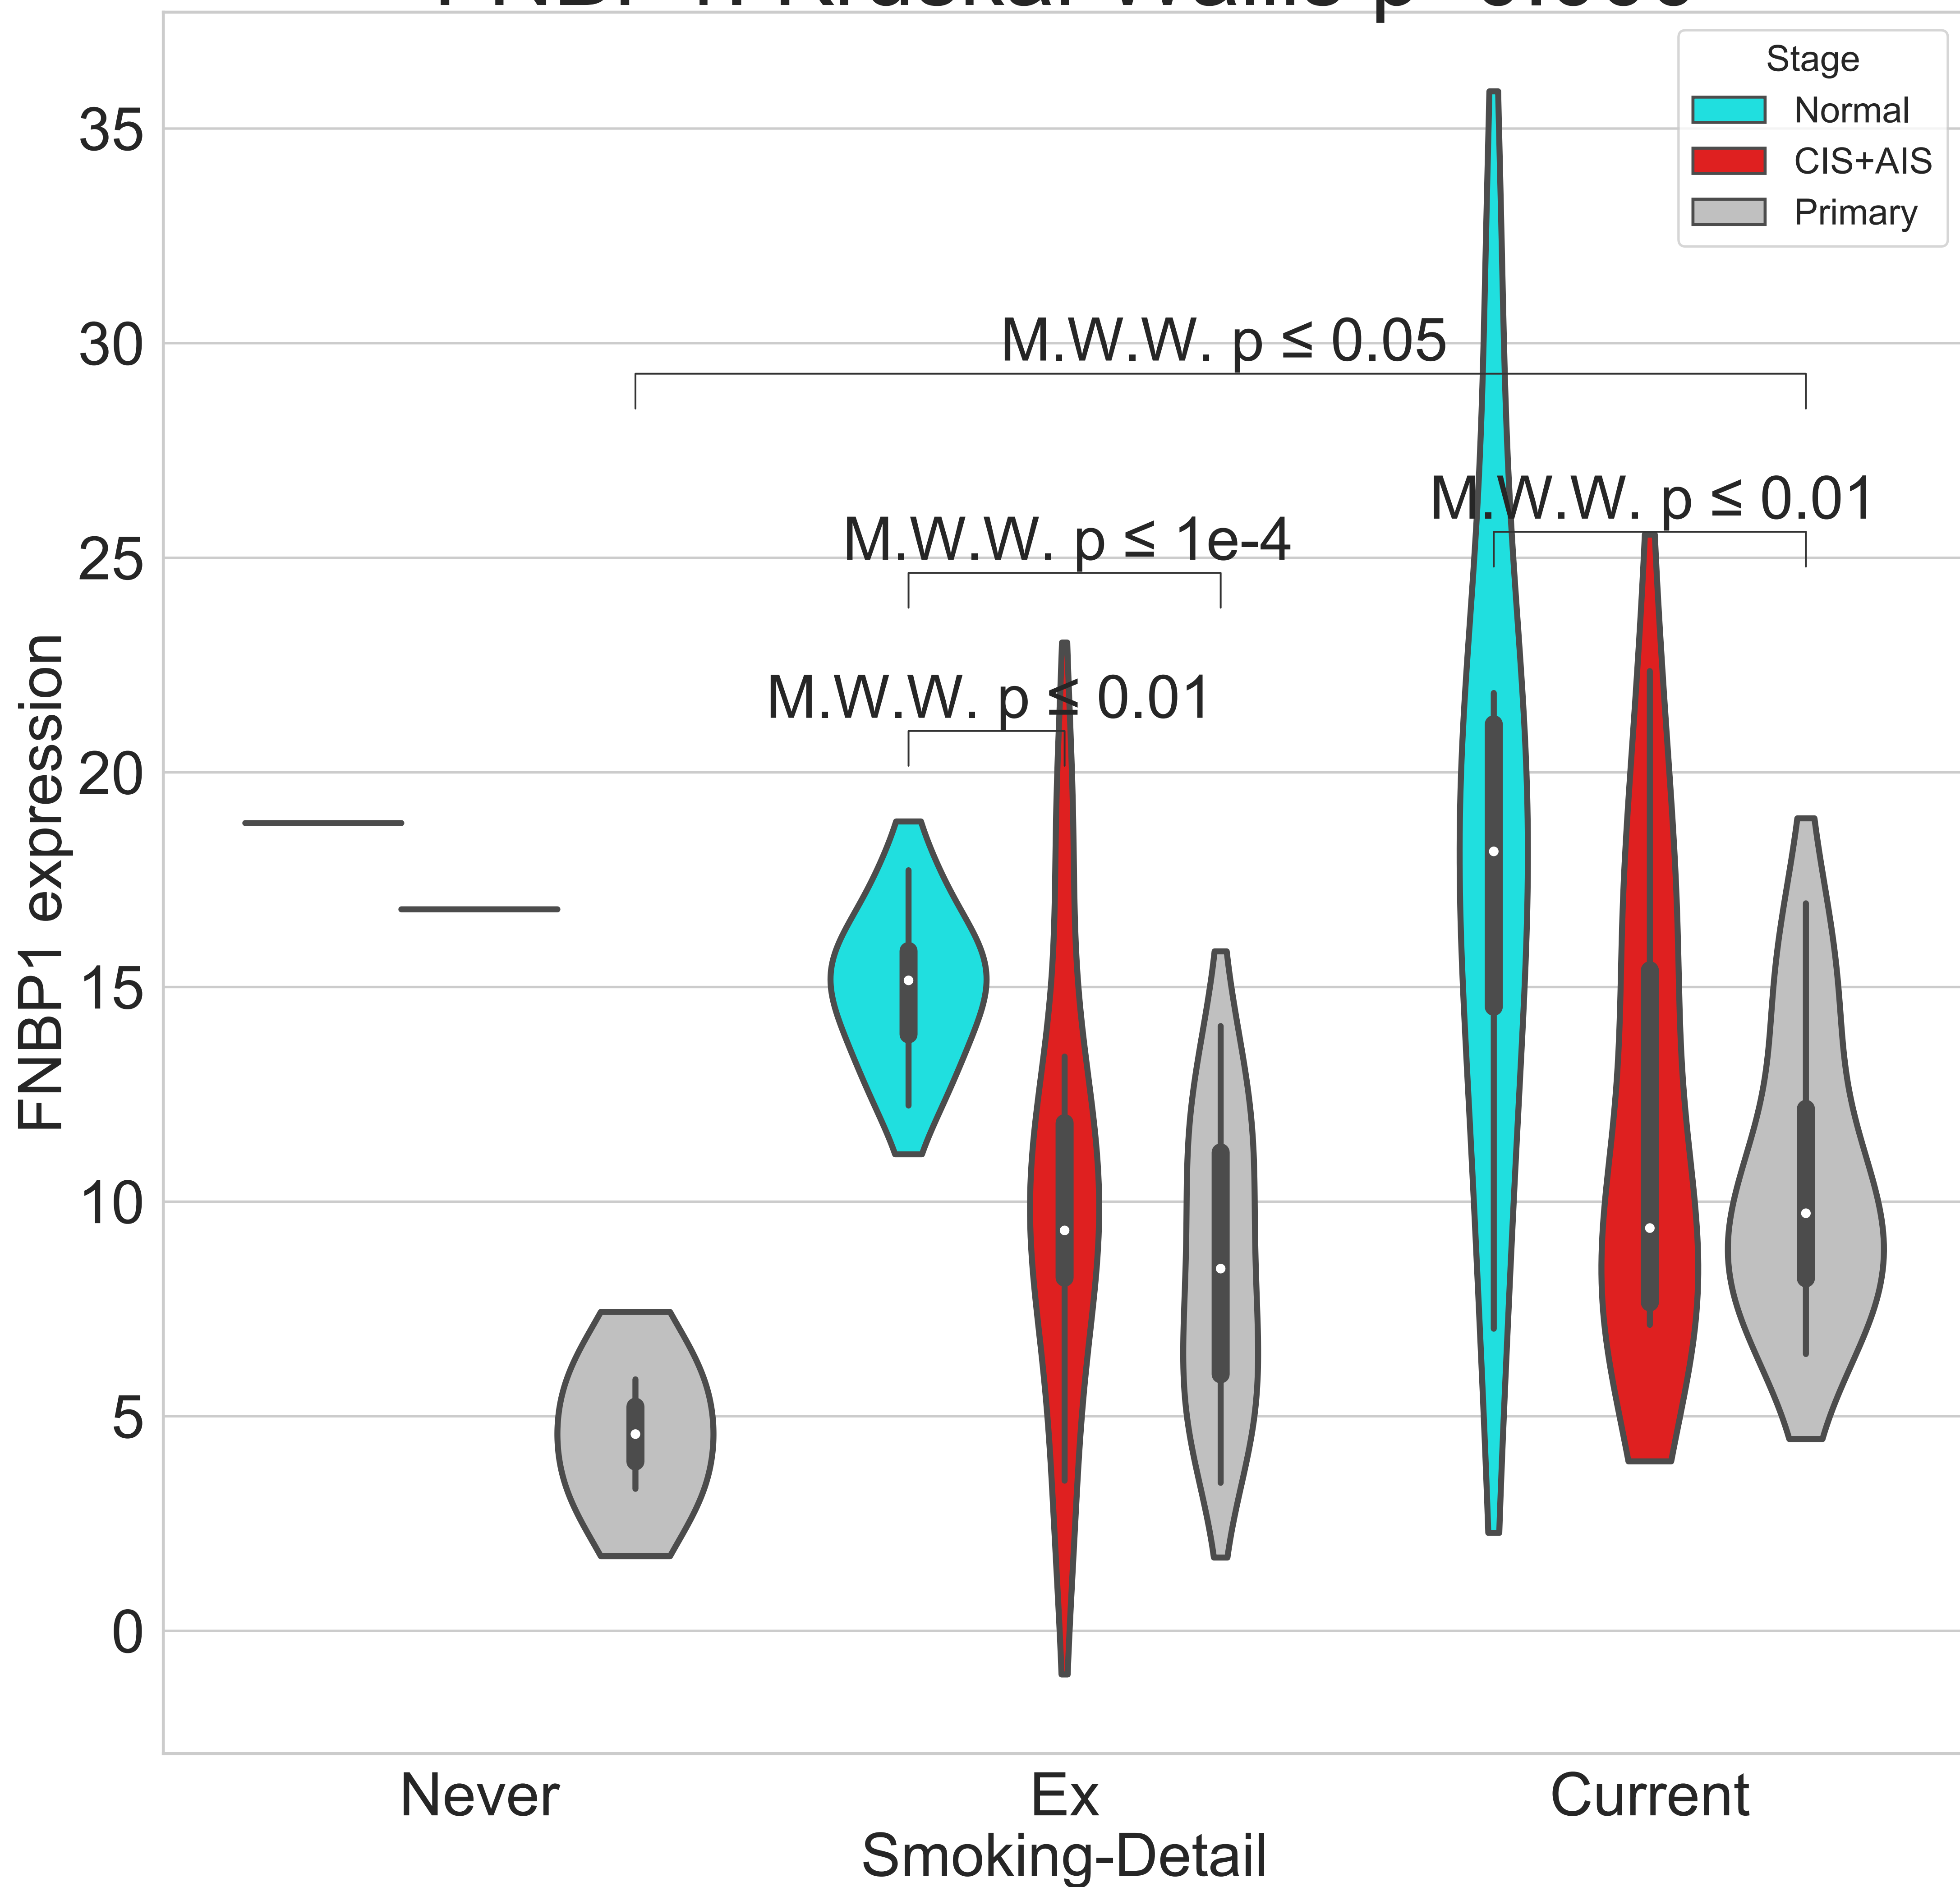 Stage
Normal
CIS+AIS
Primary
35
30
25
20
15
10
5
0
FNBP1 expression
M.W.W. p ≤ 0.05
M.W.W. p ≤ 0.01
M.W.W. p ≤ 1e-4
M.W.W. p ≤ 0.01
Never
Ex
Current
Smoking-Detail